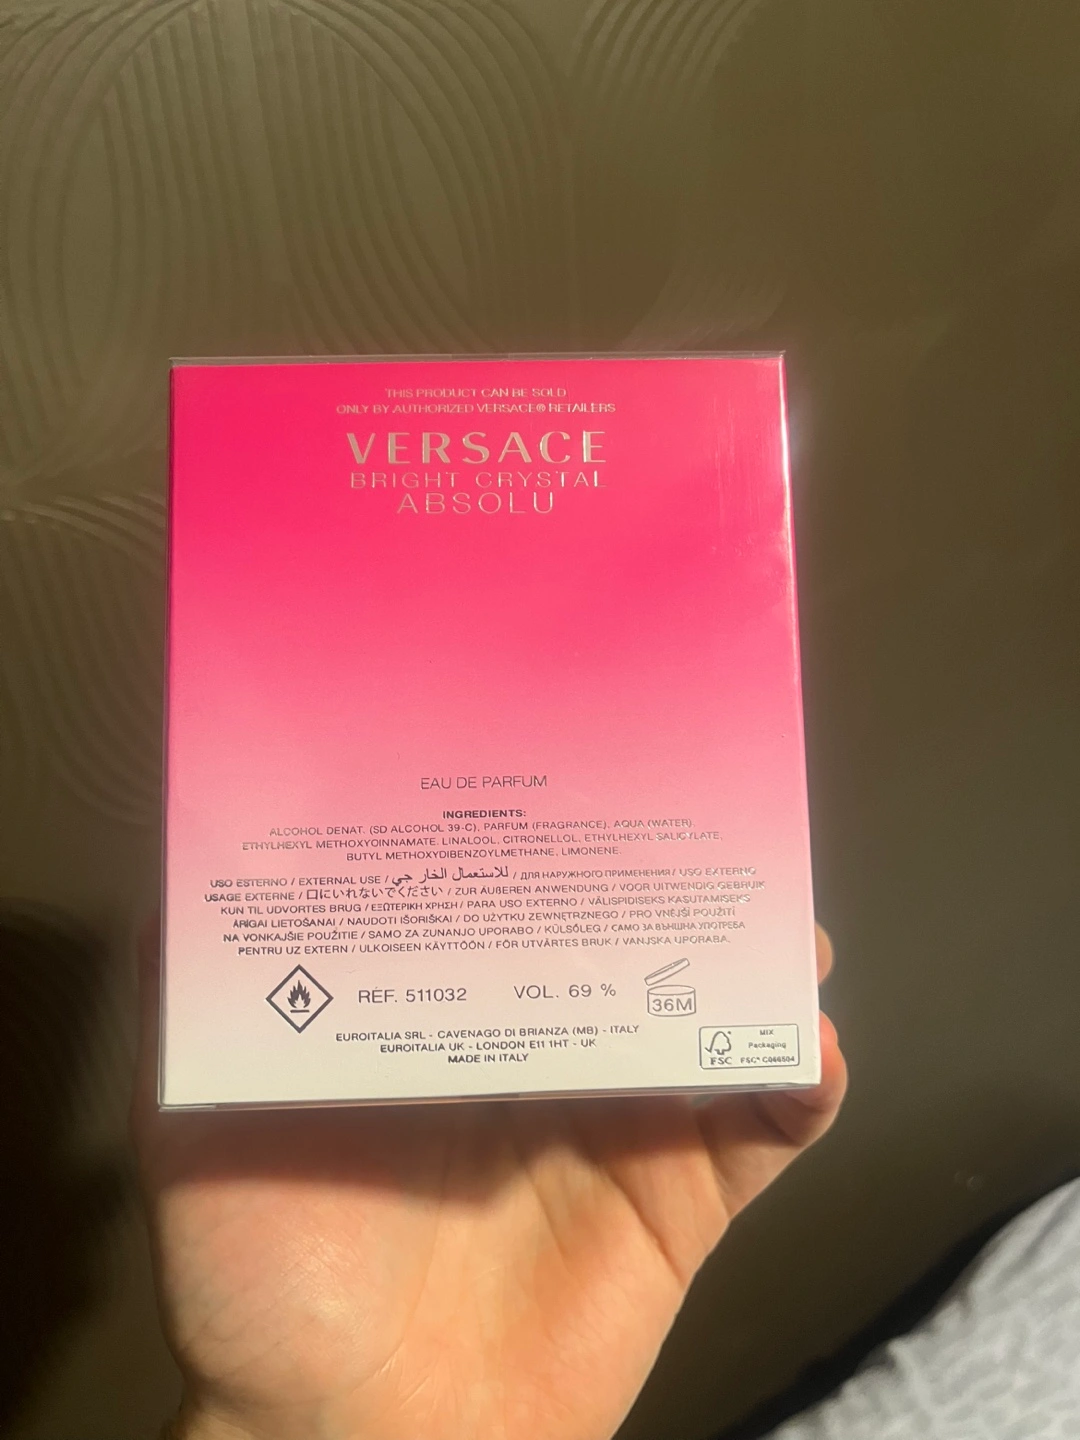 THIS PRODUCT CAN BE SOLD
ONLY BY AUTHORIZED VERSACE® RETAILERS
VERSACE
BRIGHT CRYSTAL
ABSOLU
EAU DE PARFUM
INGREDIENTS:
ALCOHOL DENAT. (SD ALCOHOL 39-C), PARFUM (FRAGRANCE), AQUA (WATER),
ETHYLHEXYL METHOXYCINNAMATE, LINALOOL, CITRONELLOL, ETHYLHEXYL SALICYLATE,
BUTYL METHOXYDIBENZOYLMETHANE, LIMONENE.
USO ESTERNO / EXTERNAL USE / للاستعمال الخار جي / ДЛЯ НАРУЖНОГО ПРИМЕНЕНИЯ / USO EXTERNO
USAGE EXTERNE / 口にいれないでください / ZUR ÄUßEREN ANWENDUNG / VOOR UITWENDIG GEBRUIK
KUN TIL UDVORTES BRUG / ΕΞΩΤΕΡΙΚΗ ΧΡΗΣΗ / PARA USO EXTERNO / VÄLISPIDISEKS KASUTAMISEKS
ĀRĪGAI LIETOŠANAI / NAUDOTI IŠORIŠKAI / DO UŻYTKU ZEWNĘTRZNEGO / PRO VNĚJŠÍ POUŽITÍ
NA VONKAJŠIE POUŽITIE / SAMO ZA ZUNANJO UPORABO / KÜLSŐLEG / САМО ЗА ВЪНШНА УПОТРЕБА
PENTRU UZ EXTERN / ULKOISEEN KÄYTTÖÖN / FÖR UTVÄRTES BRUK / VANJSKA UPORABA.
REF. 511032 VOL. 69 % 36M
EUROITALIA SRL - CAVENAGO DI BRIANZA (MB) - ITALY
EUROITALIA UK - LONDON E11 1HT - UK
MADE IN ITALY
MIX
Packaging
FSC FSC® C066504